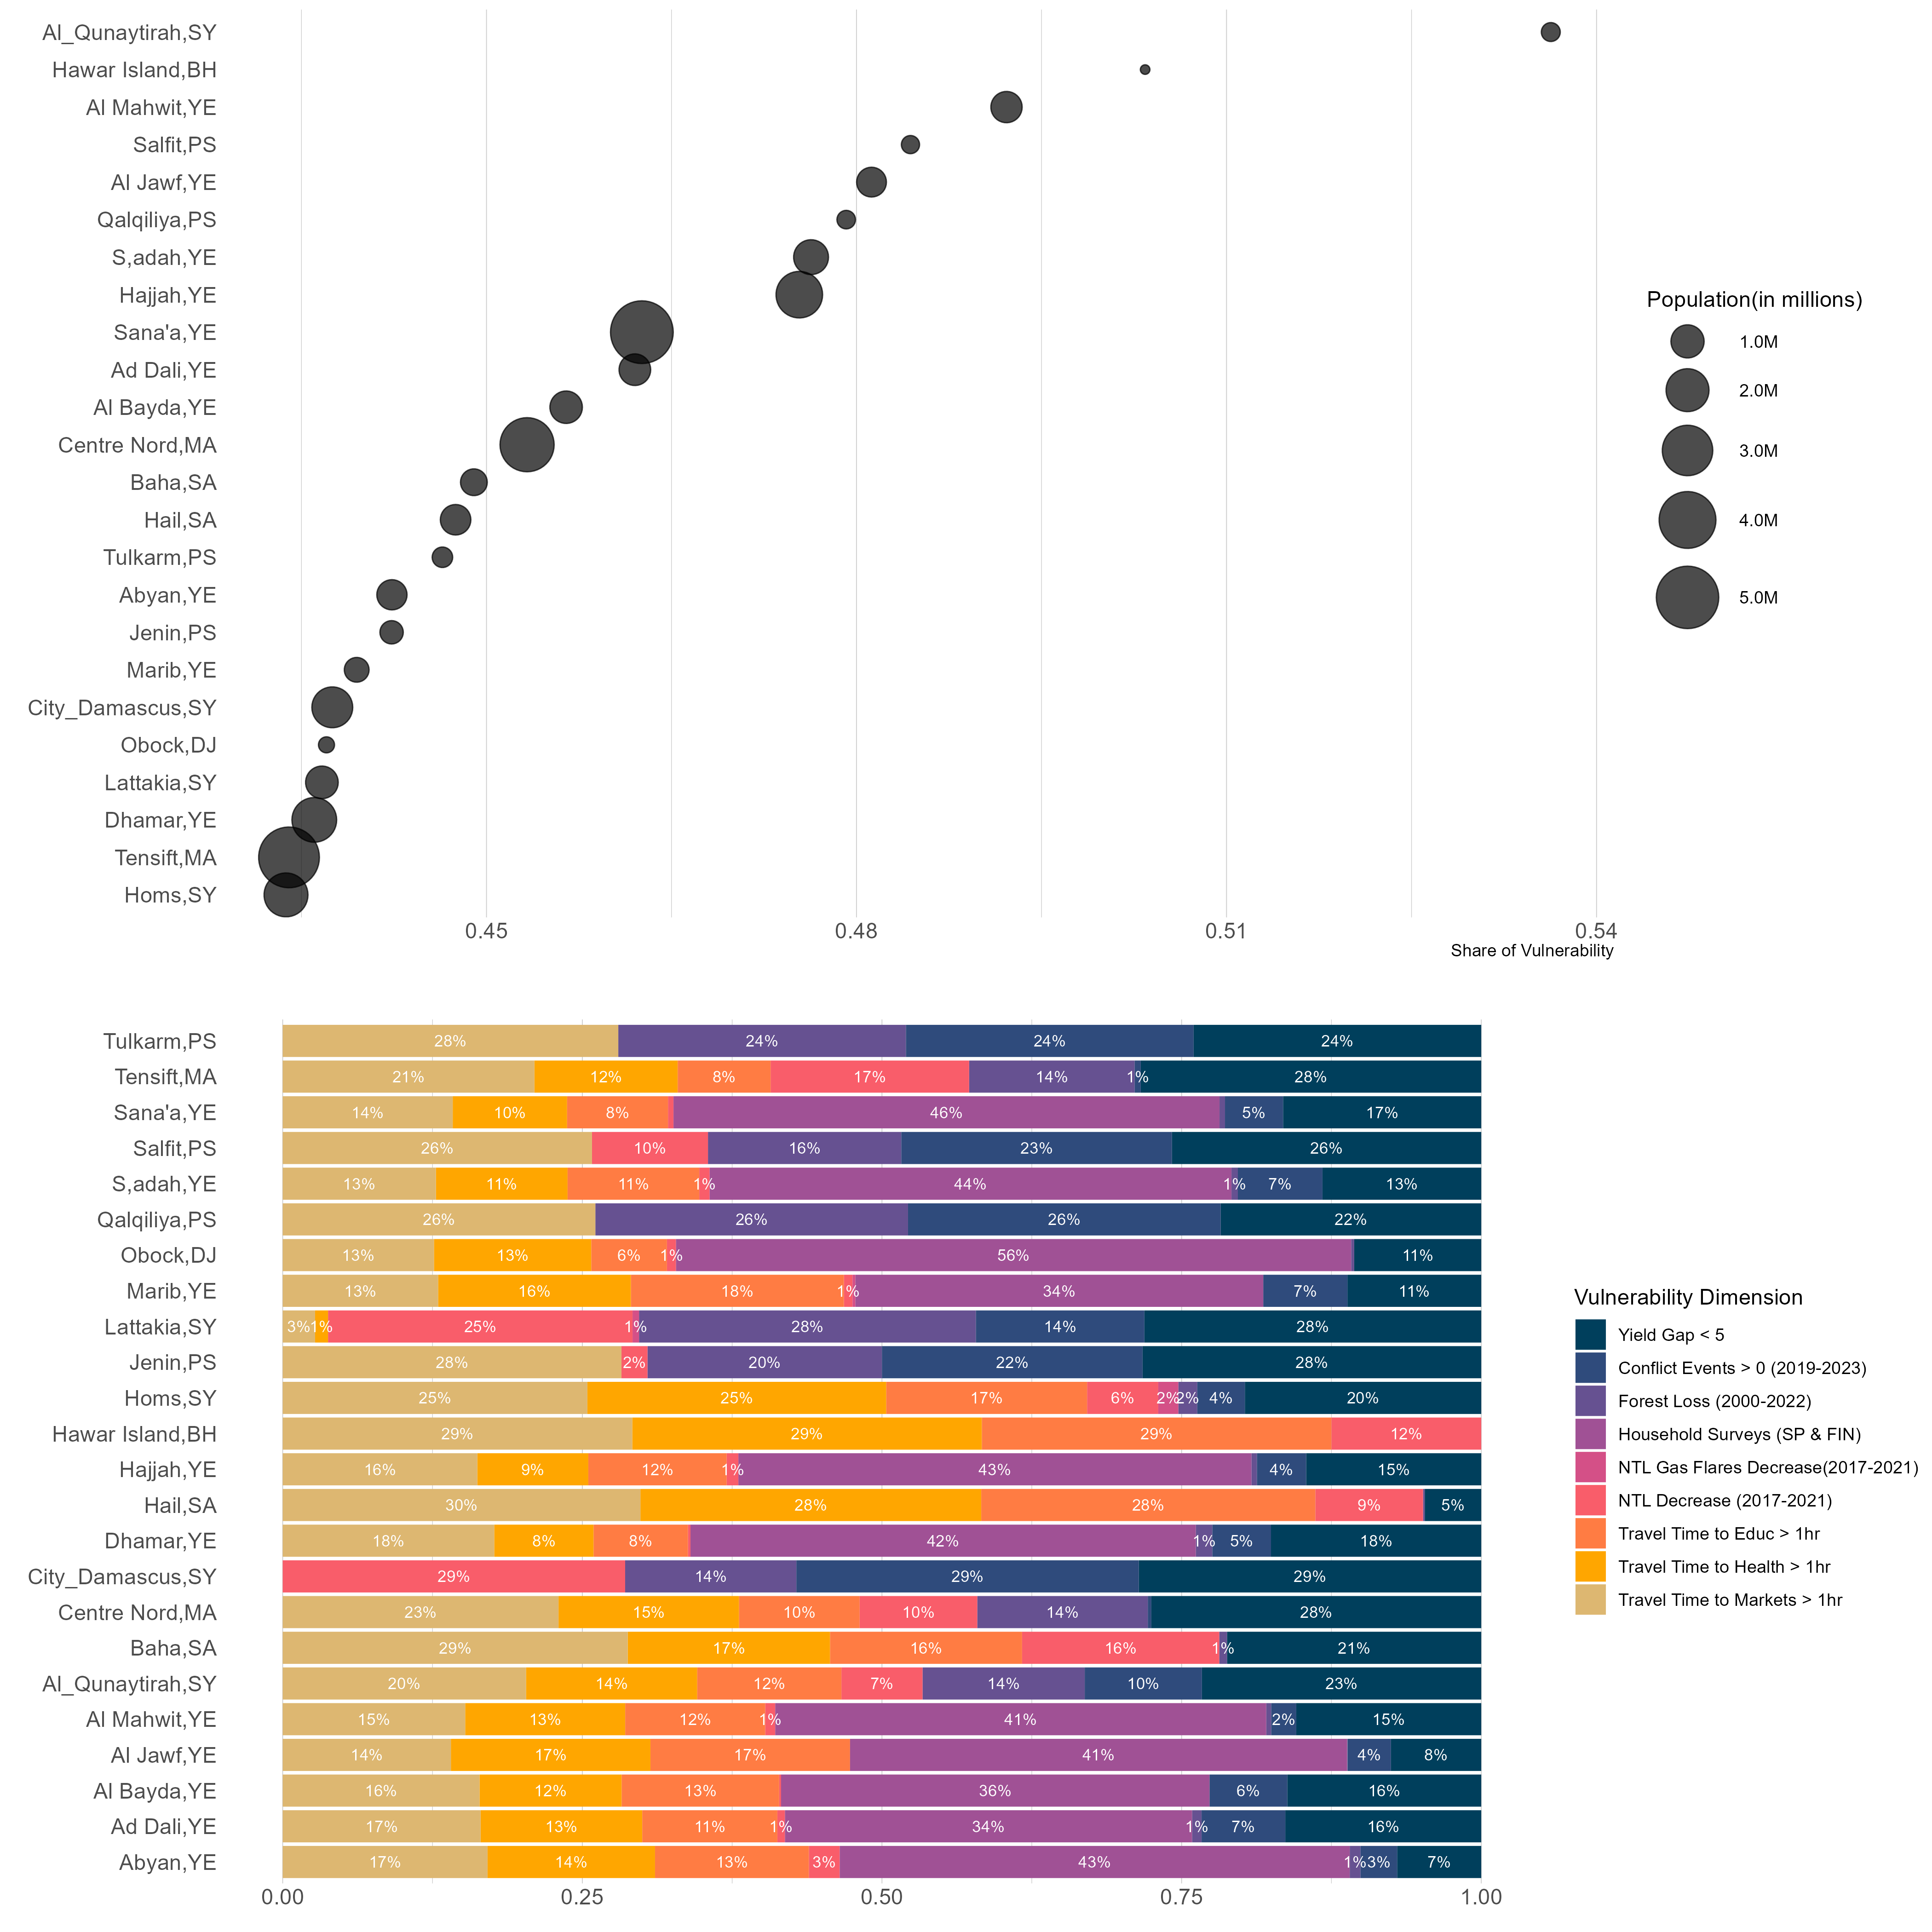 Al_Qunaytirah,SY
Hawar Island,BH
Al Mahwit,YE
Salfit,PS
Al Jawf,YE
Qalqiliya,PS
S,adah,YE
Hajjah,YE
Sana'a,YE
Ad Dali,YE
Al Bayda,YE
Centre Nord,MA
Baha,SA
Hail,SA
Tulkarm,PS
Abyan,YE
Jenin,PS
Marib,YE
City_Damascus,SY
Obock,DJ
Lattakia,SY
Dhamar,YE
Tensift,MA
Homs,SY
0.45 0.48 0.51 0.54
Share of Vulnerability
Population(in millions)
1.0M
2.0M
3.0M
4.0M
5.0M
Tulkarm,PS 28% 24% 24% 24%
Tensift,MA 21% 12% 8% 17% 14% 1% 28%
Sana'a,YE 14% 10% 8% 46% 5% 17%
Salfit,PS 26% 10% 16% 23% 26%
S,adah,YE 13% 11% 11% 1% 44% 1% 7% 13%
Qalqiliya,PS 26% 26% 26% 22%
Obock,DJ 13% 13% 6% 1% 56% 11%
Marib,YE 13% 16% 18% 1% 34% 7% 11%
Lattakia,SY 3% 1% 25% 1% 28% 14% 28%
Jenin,PS 28% 2% 20% 22% 28%
Homs,SY 25% 25% 17% 6% 2% 2% 4% 20%
Hawar Island,BH 29% 29% 29% 12%
Hajjah,YE 16% 9% 12% 1% 43% 4% 15%
Hail,SA 30% 28% 28% 9% 5%
Dhamar,YE 18% 8% 8% 42% 1% 5% 18%
City_Damascus,SY 29% 14% 29% 29%
Centre Nord,MA 23% 15% 10% 10% 14% 28%
Baha,SA 29% 17% 16% 16% 1% 21%
Al_Qunaytirah,SY 20% 14% 12% 7% 14% 10% 23%
Al Mahwit,YE 15% 13% 12% 1% 41% 2% 15%
Al Jawf,YE 14% 17% 17% 41% 4% 8%
Al Bayda,YE 16% 12% 13% 36% 6% 16%
Ad Dali,YE 17% 13% 11% 1% 34% 1% 7% 16%
Abyan,YE 17% 14% 13% 3% 43% 1% 3% 7%
0.00 0.25 0.50 0.75 1.00
Vulnerability Dimension
Yield Gap < 5
Conflict Events > 0 (2019-2023)
Forest Loss (2000-2022)
Household Surveys (SP & FIN)
NTL Gas Flares Decrease(2017-2021)
NTL Decrease (2017-2021)
Travel Time to Educ > 1hr
Travel Time to Health > 1hr
Travel Time to Markets > 1hr